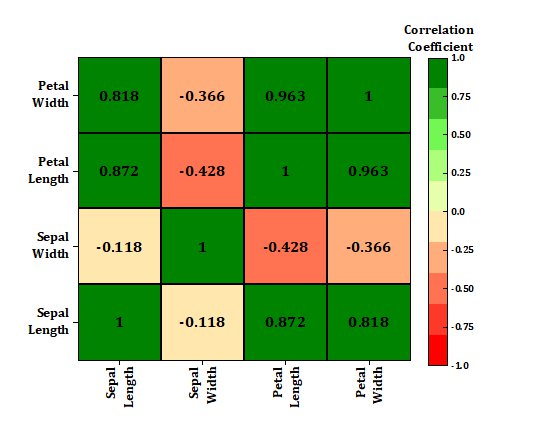 Correlation
Coefficient
1.0
Petal
Width
0.818 -0.366 0.963 1
0.75
0.50
Petal
Length
0.872 -0.428 1 0.963
0.25
0.0
Sepal
Width
-0.118 1 -0.428 -0.366
-0.25
-0.50
Sepal
Length
1 -0.118 0.872 0.818
-0.75
-1.0
Sepal
Length
Sepal
Width
Petal
Length
Petal
Width